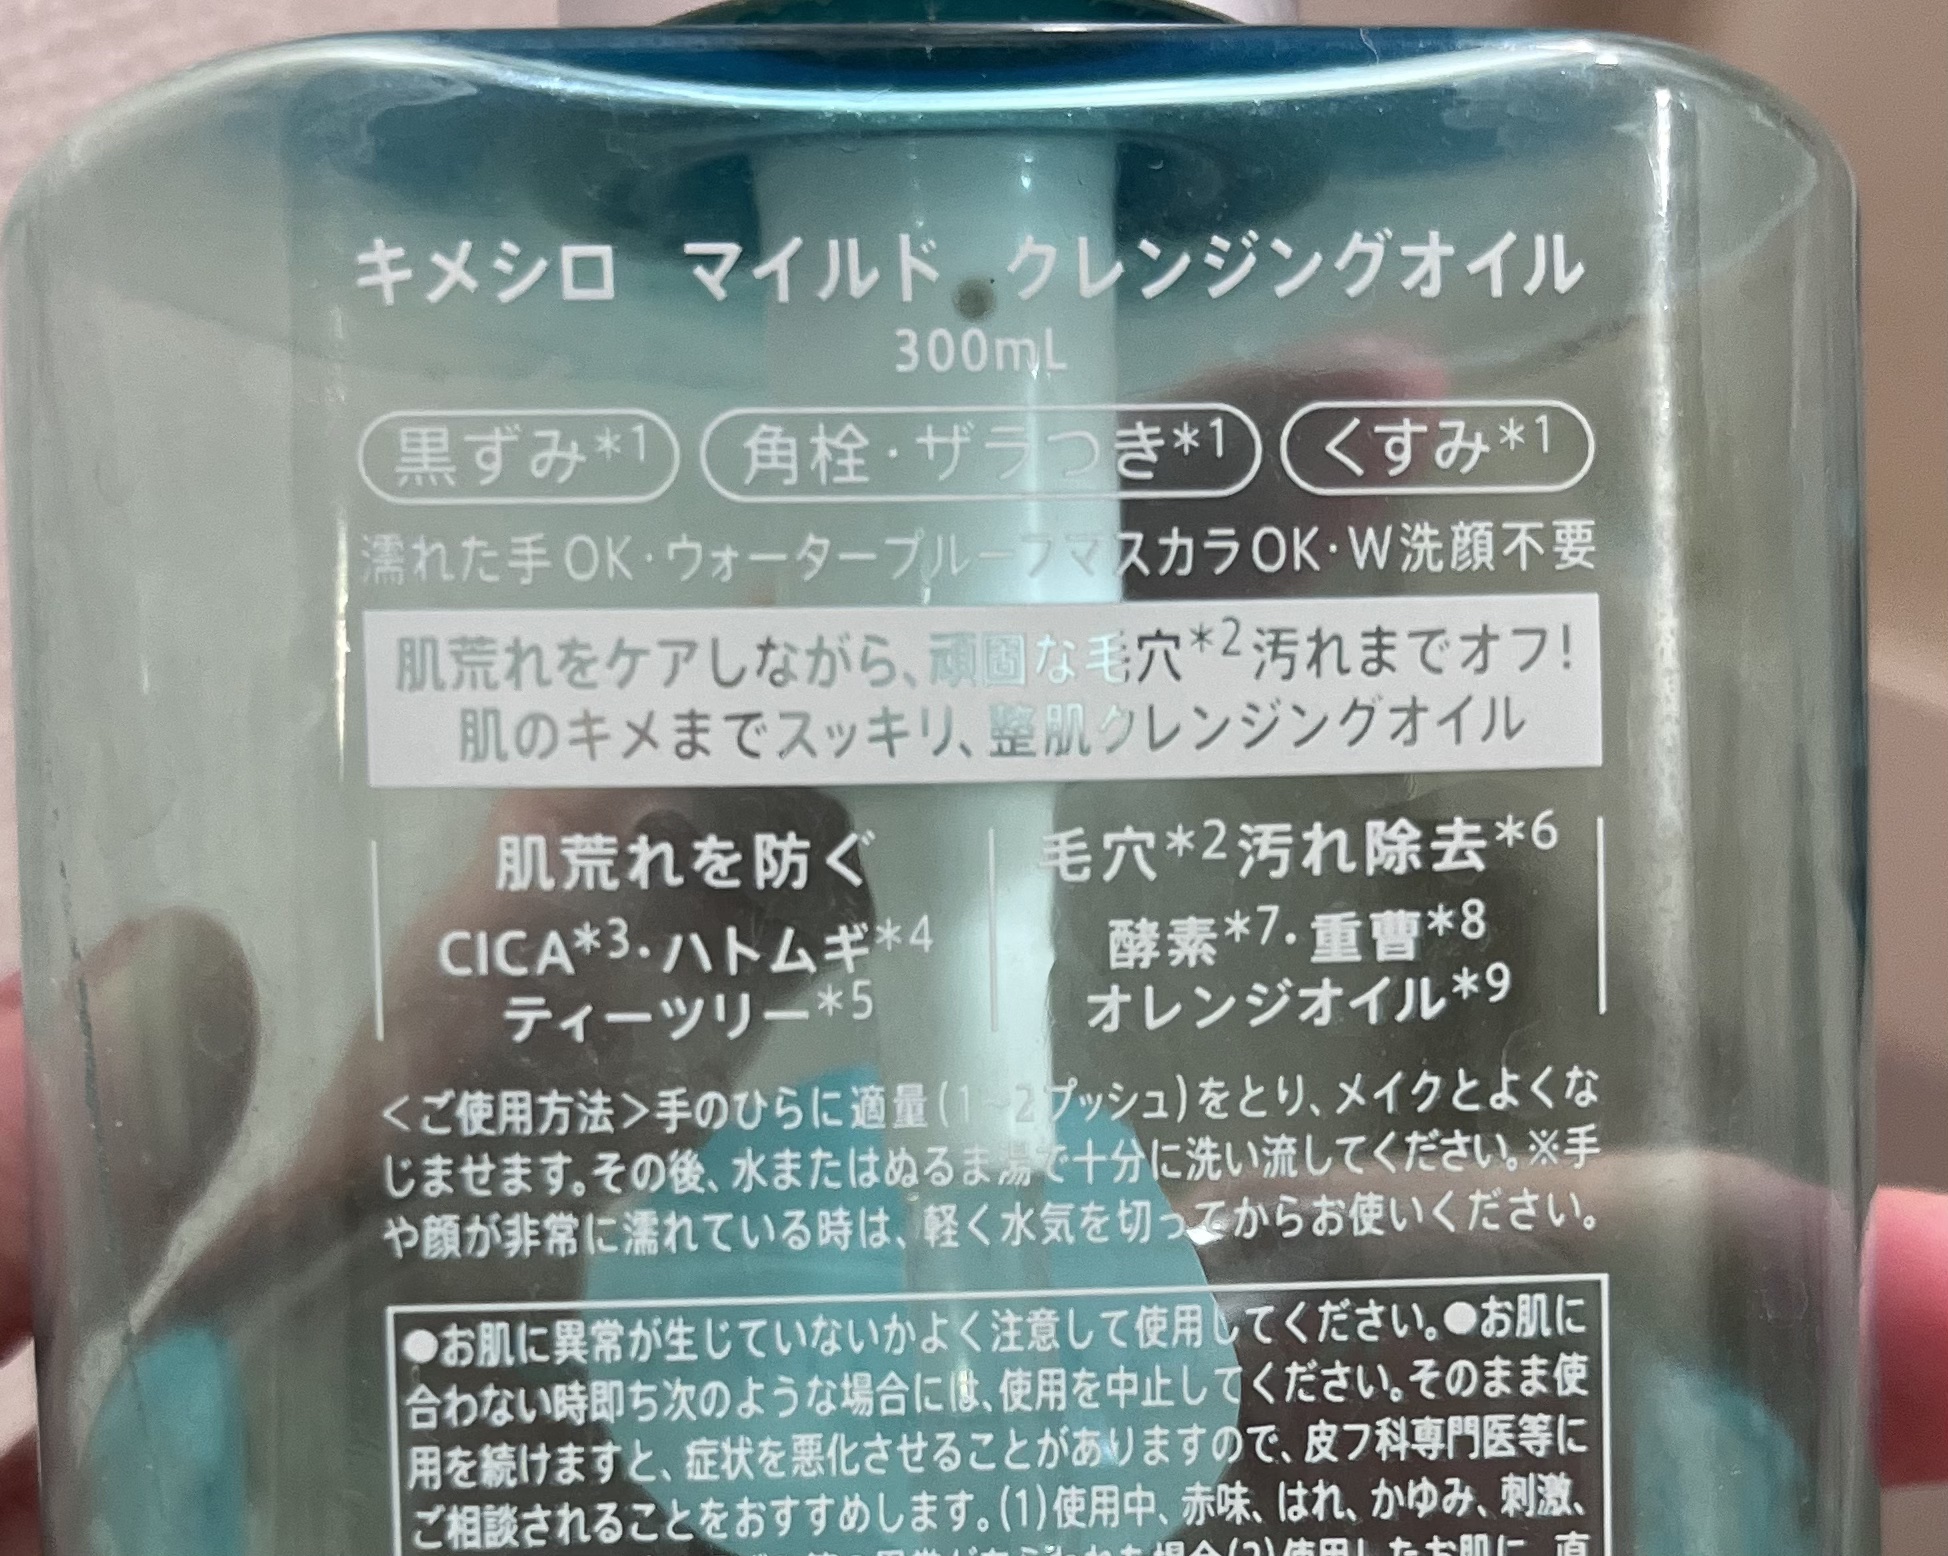 キメシロ　マイルド　クレンジングオイル
300mL
黒ずみ*1　角栓・ザラつき*1　くすみ*1
濡れた手OK・ウォータープルーフマスカラOK・W洗顔不要
肌荒れをケアしながら、頑固な毛穴*2汚れまでオフ!
肌のキメまでスッキリ、整肌クレンジングオイル
肌荒れを防ぐ
CICA*3・ハトムギ*4
ティーツリー*5
毛穴*2汚れ除去*6
酵素*7・重曹*8
オレンジオイル*9
＜ご使用方法＞手のひらに適量(1~2プッシュ)をとり、メイクとよくな
じませます。その後、水またはぬるま湯で十分に洗い流してください。※手
や顔が非常に濡れている時は、軽く水気を切ってからお使いください。
●お肌に異常が生じていないかよく注意して使用してください。●お肌に
合わない時即ち次のような場合には、使用を中止してください。そのまま使
用を続けますと、症状を悪化させることがありますので、皮フ科専門医等に
ご相談されることをおすすめします。(1)使用中、赤味、はれ、かゆみ、刺激、